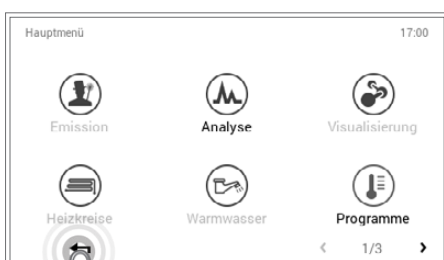 Hauptmenü 17:00
Emission Analyse Visualisierung
Heizkreise Warmwasser Programme
1/3